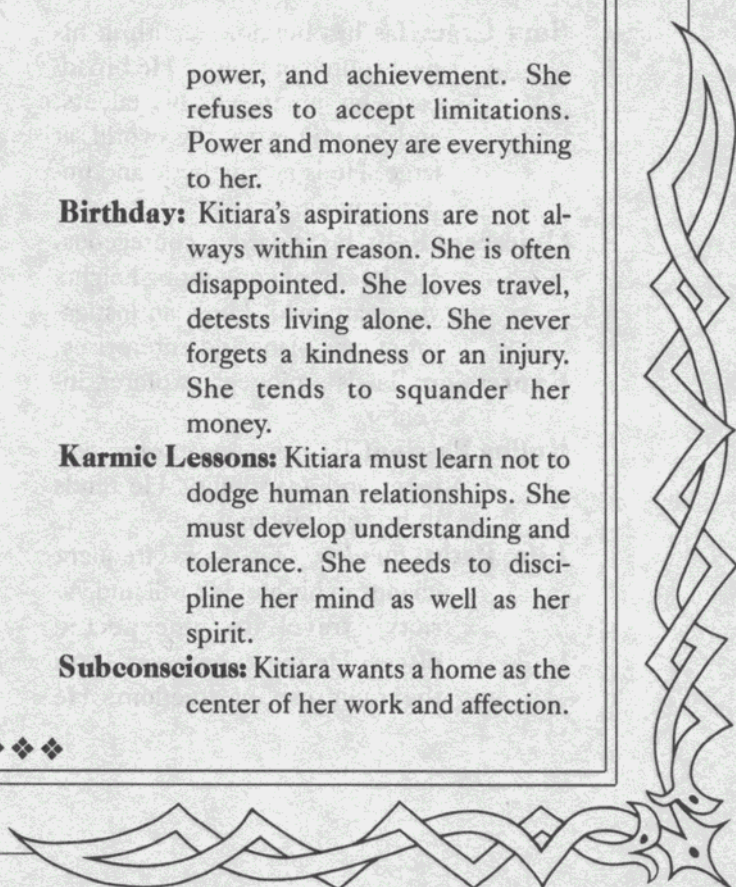 power, and achievement. She
refuses to accept limitations.
Power and money are everything
to her.
Birthday: Kitiara's aspirations are not al-
ways within reason. She is often
disappointed. She loves travel,
detests living alone. She never
forgets a kindness or an injury.
She tends to squander her
money.
Karmic Lessons: Kitiara must learn not to
dodge human relationships. She
must develop understanding and
tolerance. She needs to disci-
pline her mind as well as her
spirit.
Subconscious: Kitiara wants a home as the
center of her work and affection.